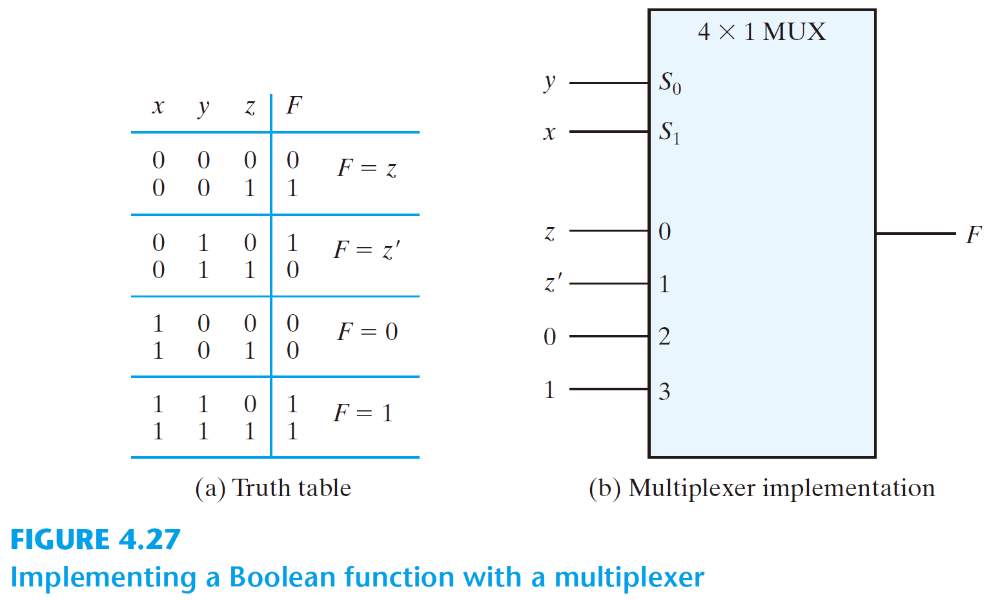 x y z F
0 0 0 0 F = z
0 0 1 1
0 1 0 1 F = z′
0 1 1 0
1 0 0 0 F = 0
1 0 1 0
1 1 0 1 F = 1
1 1 1 1
(a) Truth table
4 × 1 MUX
y S₀
x S₁
z 0
F
z′ 1
0 2
1 3
(b) Multiplexer implementation
FIGURE 4.27
Implementing a Boolean function with a multiplexer